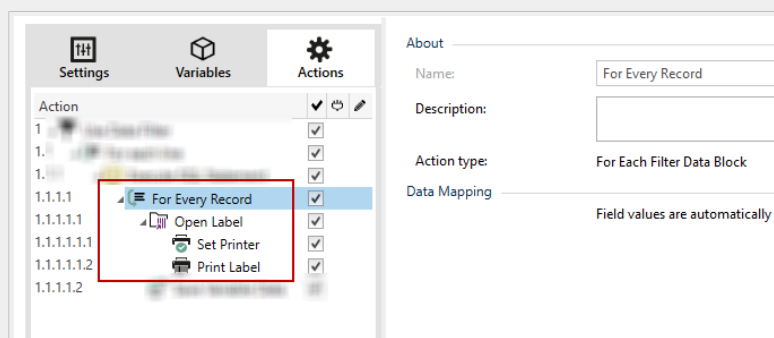 Settings Variables Actions
Action
1
1.
1.
1.1.1.1 For Every Record
1.1.1.1.1 Open Label
1.1.1.1.1.1 Set Printer
1.1.1.1.1.2 Print Label
1.1.1.1.2
About
Name: For Every Record
Description:
Action type: For Each Filter Data Block
Data Mapping
Field values are automatically